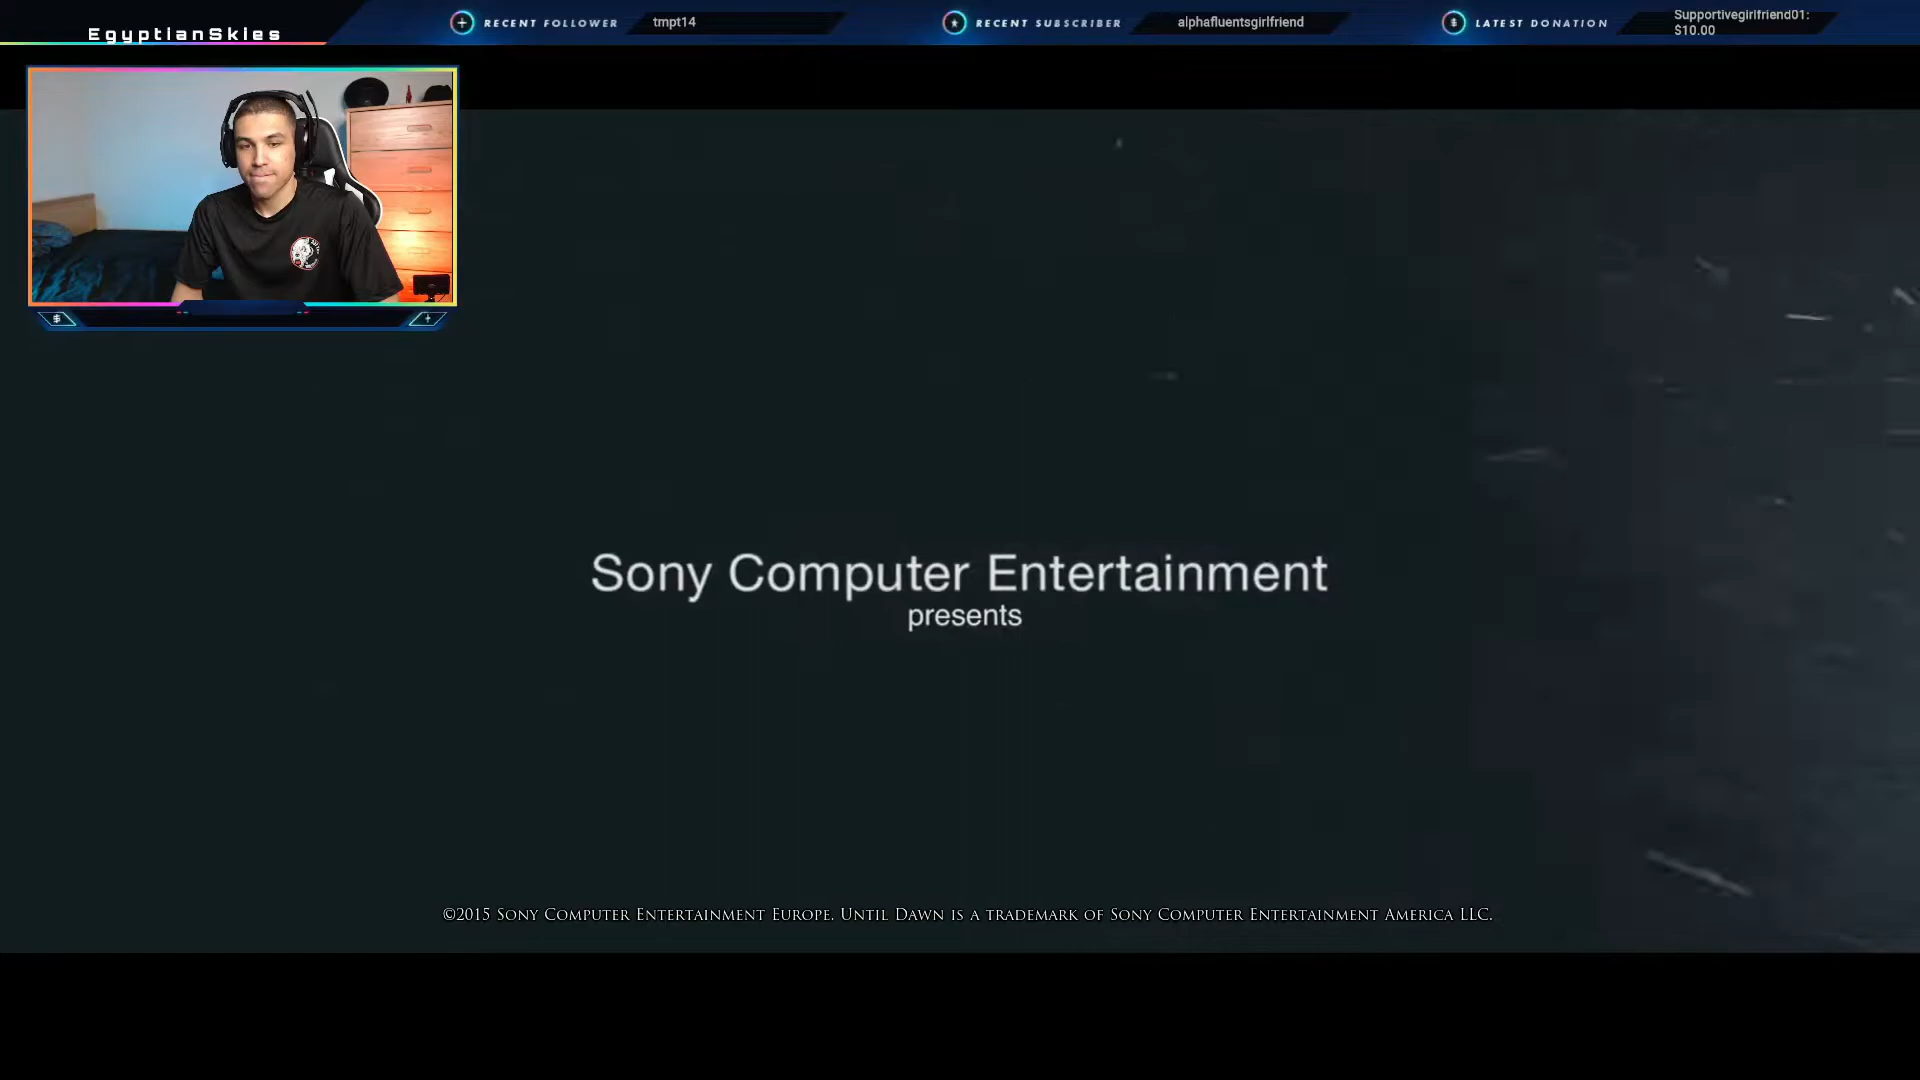 EgyptianSkies
RECENT FOLLOWER
tmpt14
RECENT SUBSCRIBER
alphafluentsgirlfriend
LATEST DONATION
Supportivegirlfriend01:
$10.00
Sony Computer Entertainment
presents
©2015 Sony Computer Entertainment Europe. Until Dawn is a trademark of Sony Computer Entertainment America LLC.